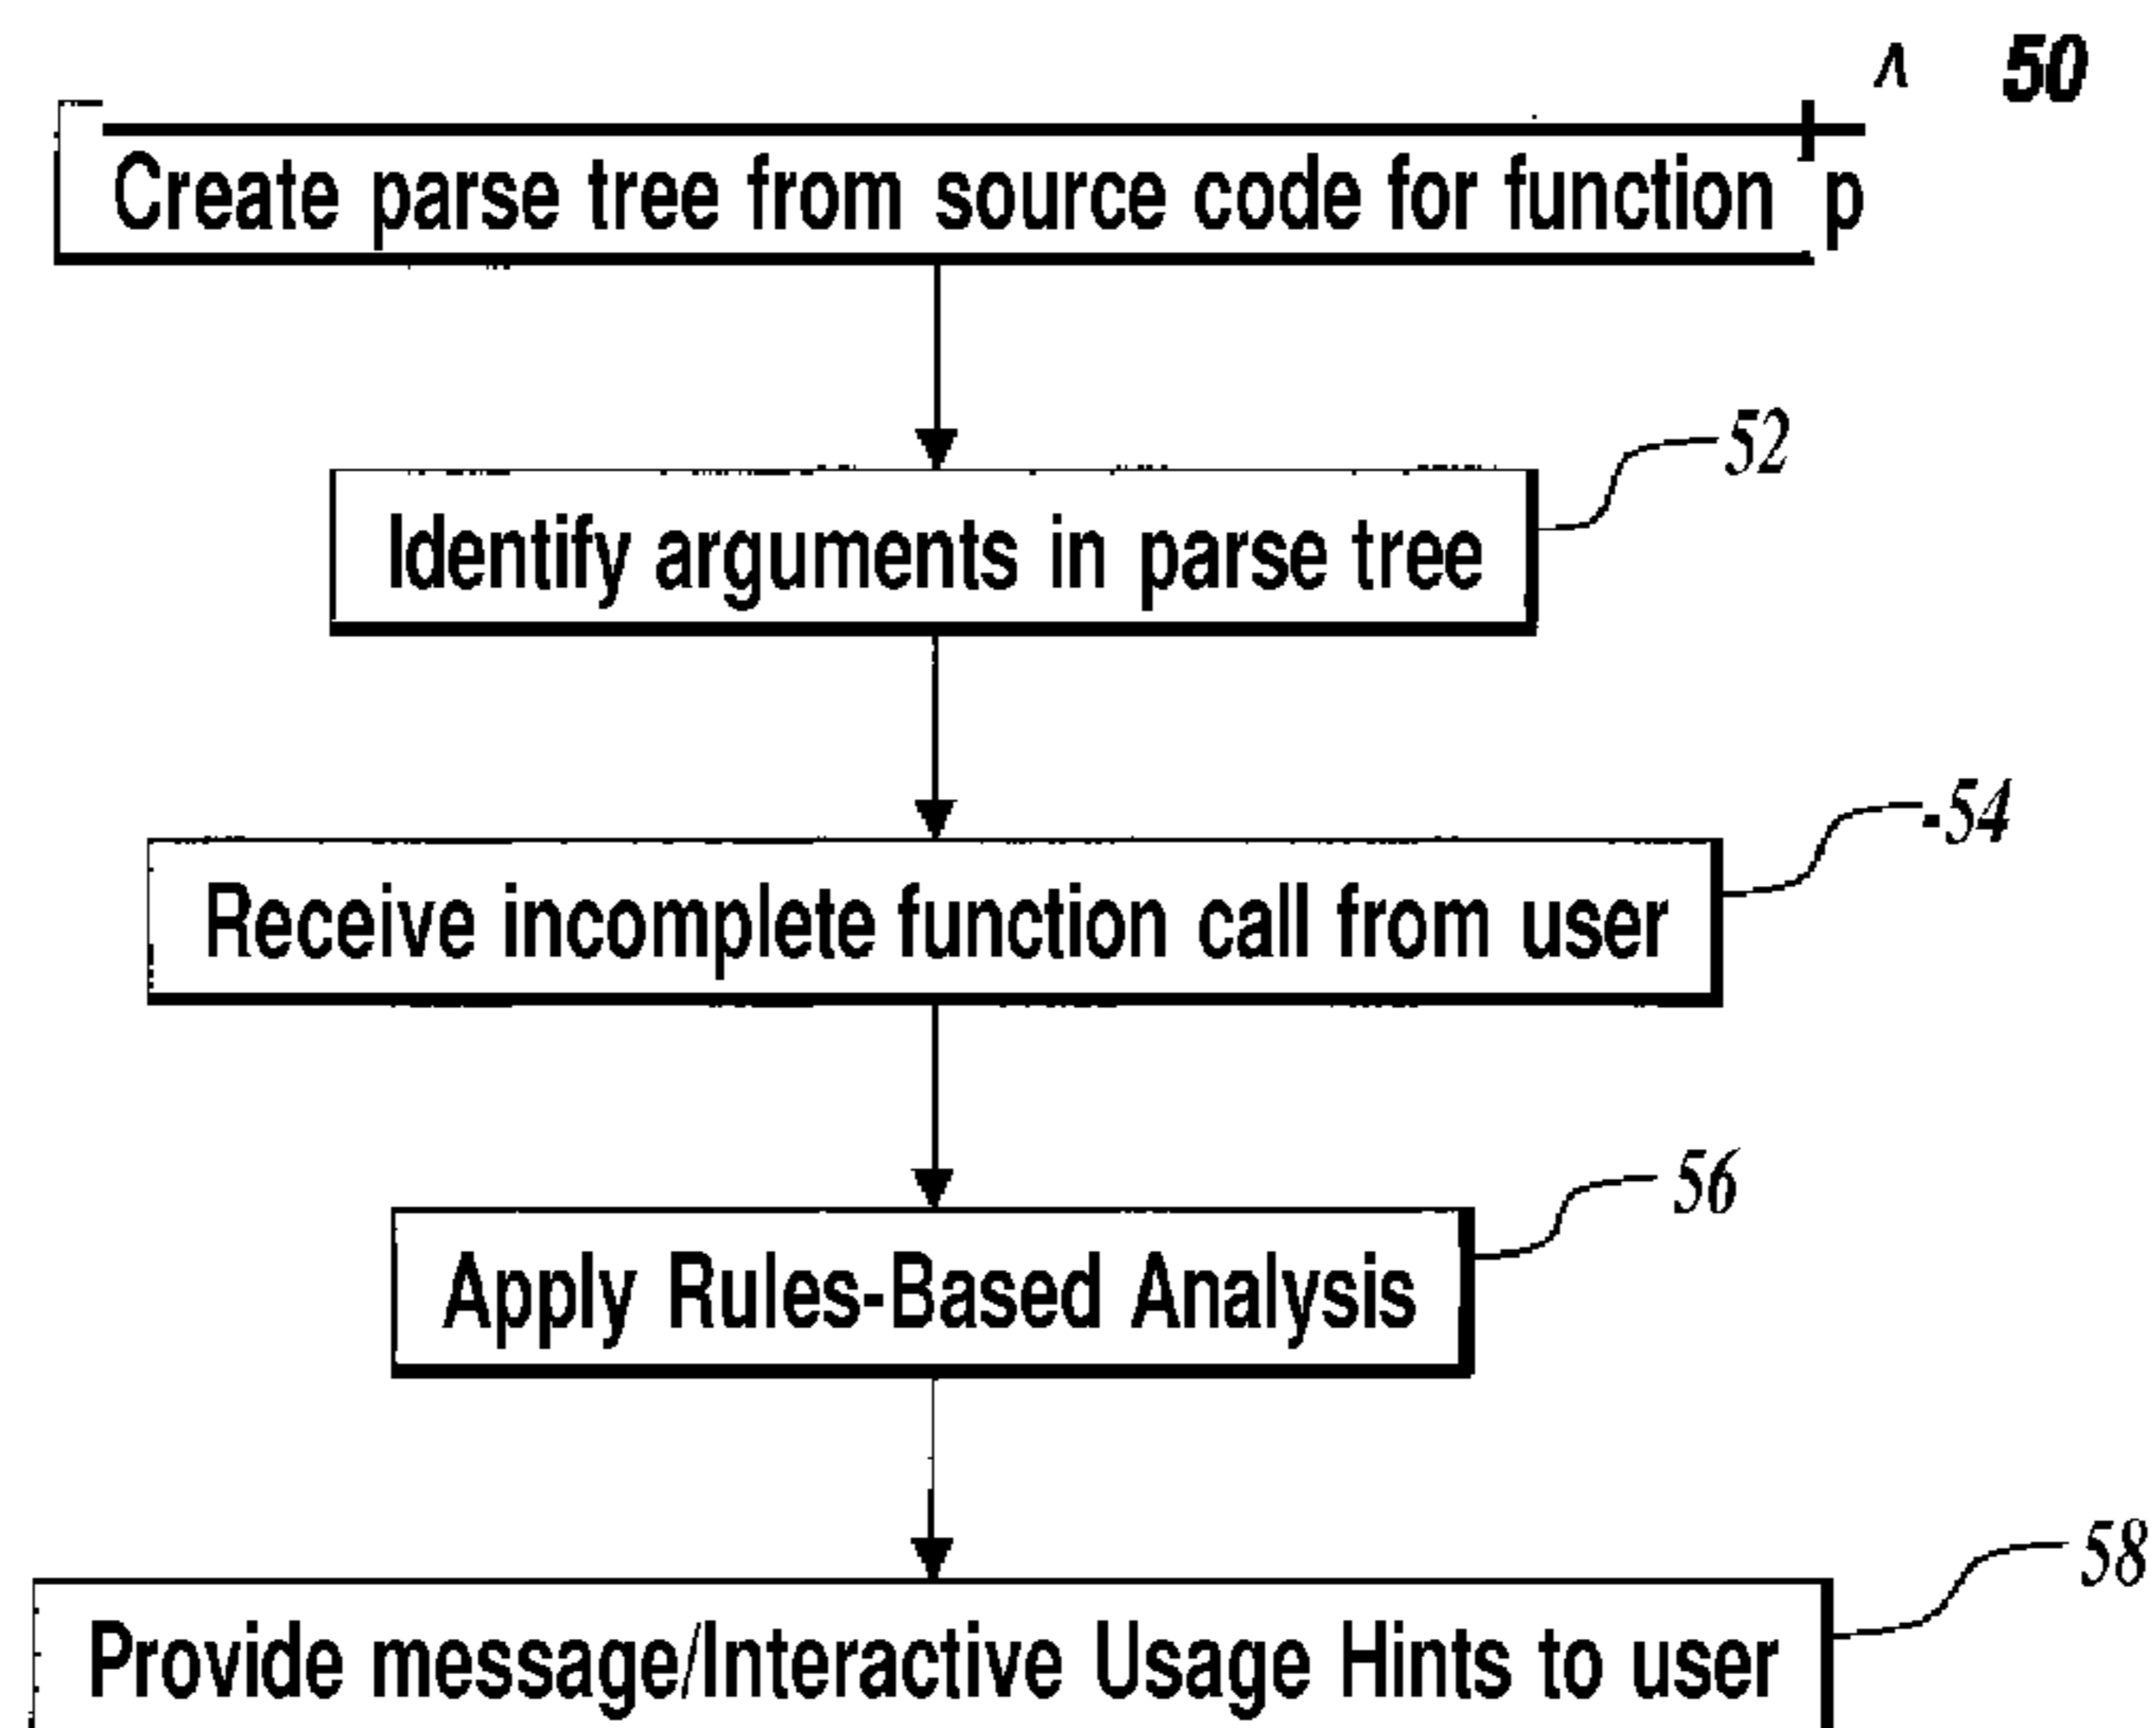 50
Create parse tree from source code for function p
52
Identify arguments in parse tree
-54
Receive incomplete function call from user
56
Apply Rules-Based Analysis
58
Provide message/Interactive Usage Hints to user